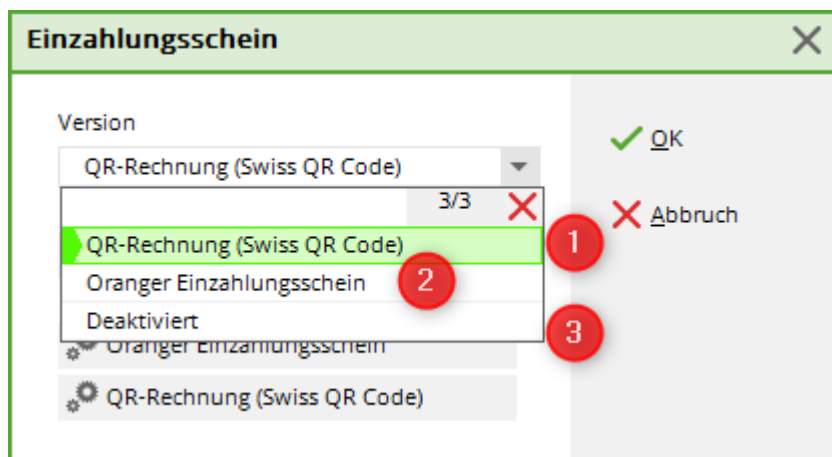 Einzahlungsschein
Version
QR-Rechnung (Swiss QR Code)
OK
3/3
Abbruch
QR-Rechnung (Swiss QR Code)
1
Oranger Einzahlungsschein
2
Deaktiviert
3
Oranger Einzahlungsschein
QR-Rechnung (Swiss QR Code)